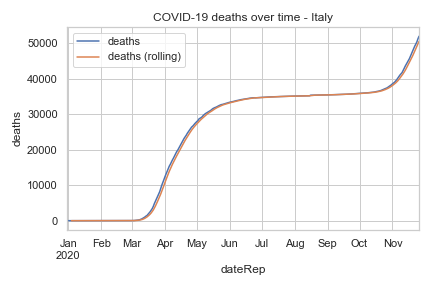 COVID-19 deaths over time - Italy
deaths
deaths (rolling)
50000
40000
30000
20000
10000
0
deaths
Jan Feb Mar Apr May Jun Jul Aug Sep Oct Nov
2020
dateRep